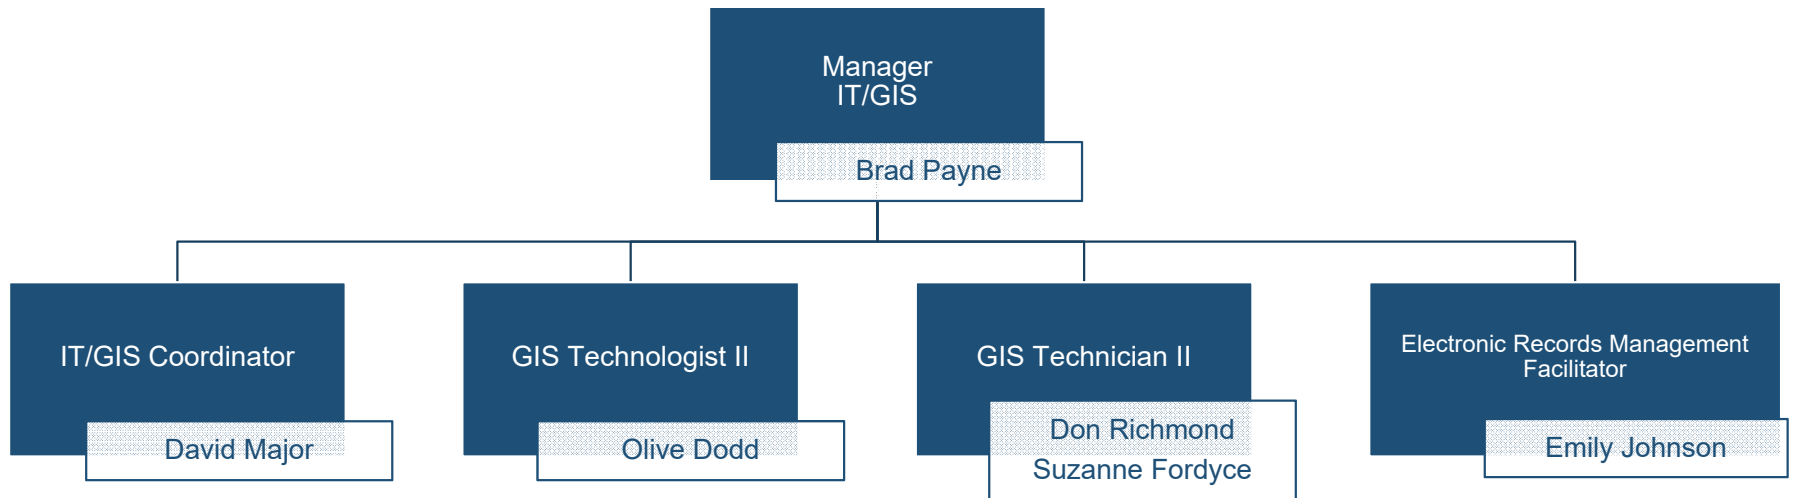 Manager
IT/GIS
Brad Payne
IT/GIS Coordinator
David Major
GIS Technologist II
Olive Dodd
GIS Technician II
Don Richmond
Suzanne Fordyce
Electronic Records Management
Facilitator
Emily Johnson